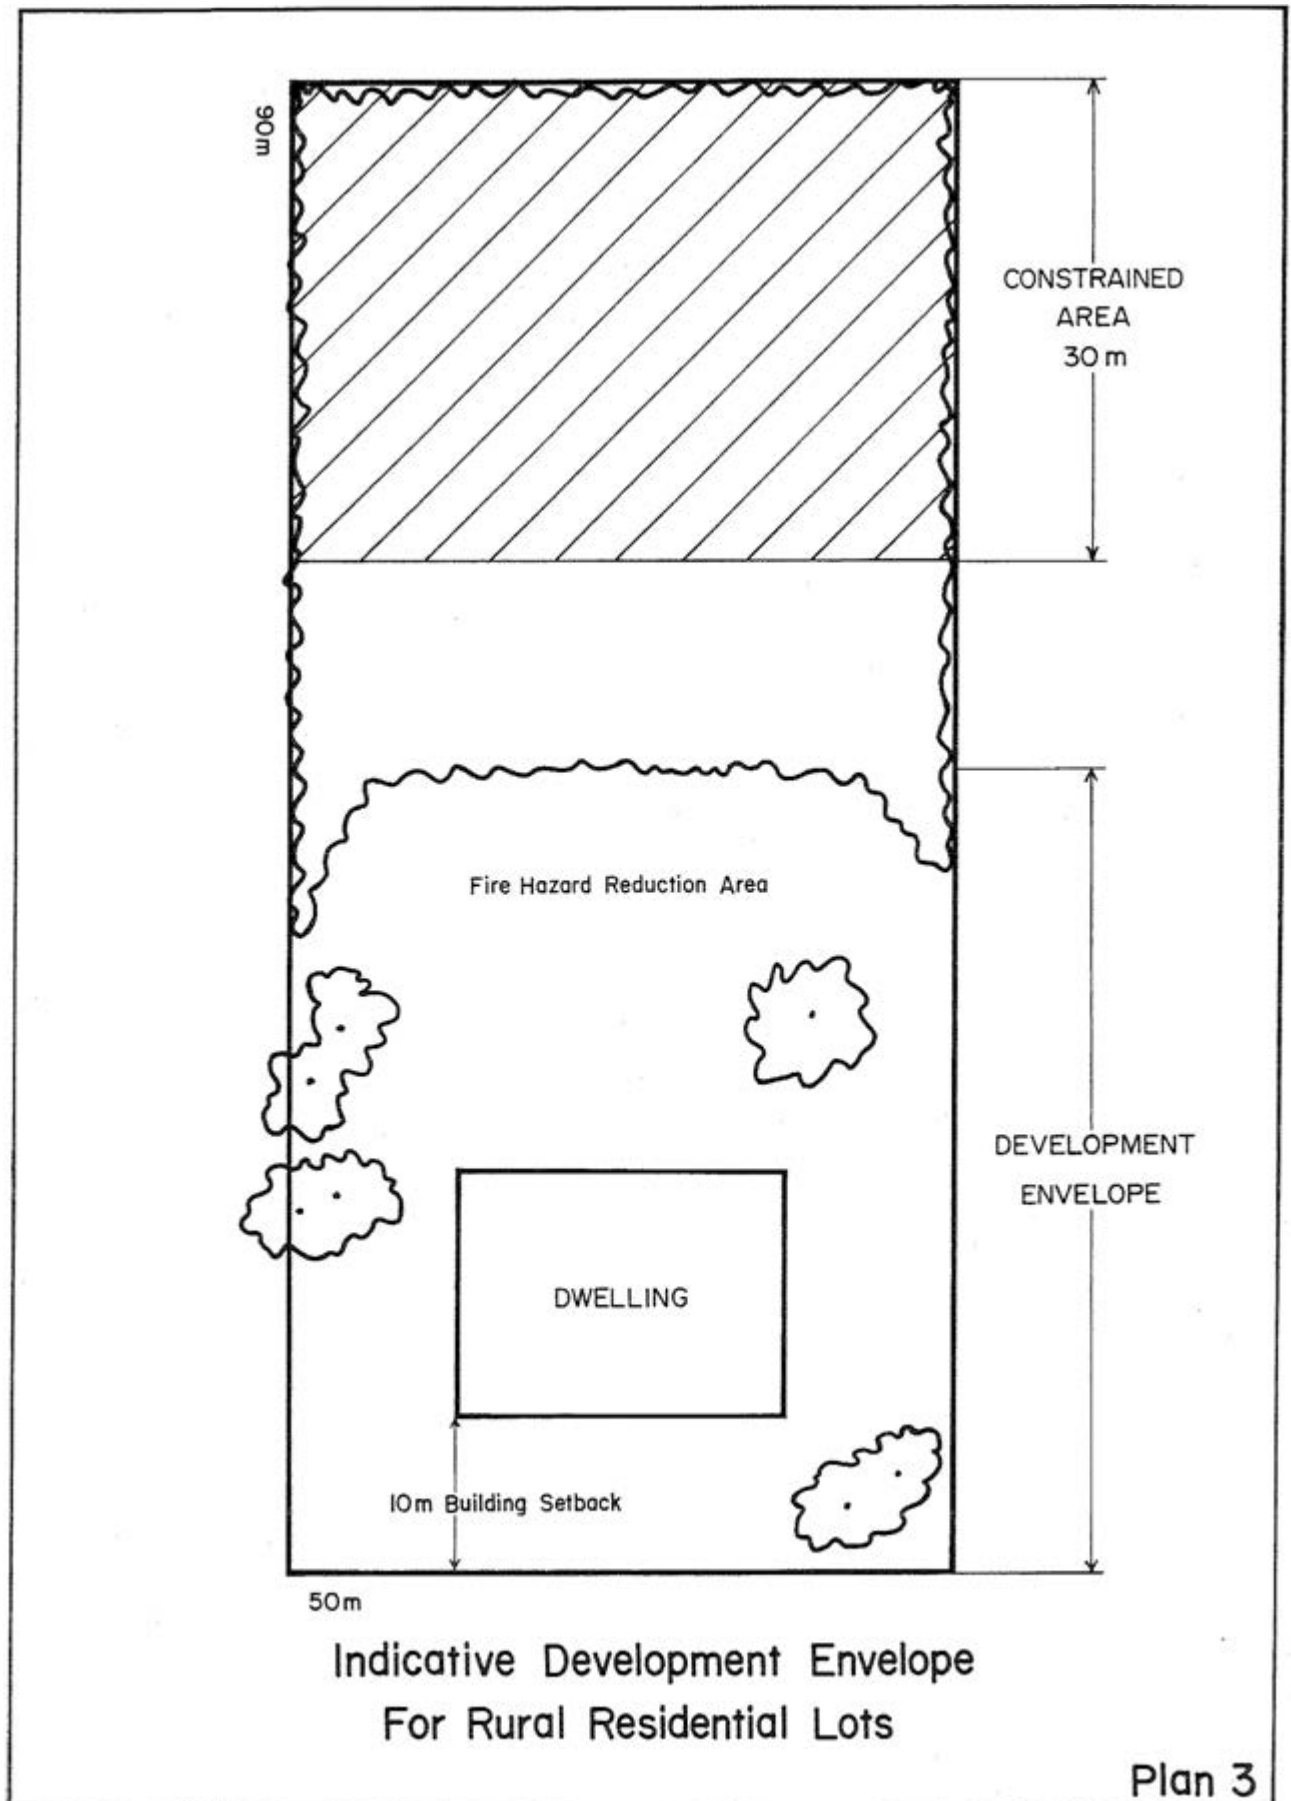 90m
CONSTRAINED
AREA
30 m
Fire Hazard Reduction Area
DEVELOPMENT
ENVELOPE
DWELLING
10m Building Setback
50m
Indicative Development Envelope
For Rural Residential Lots
Plan 3